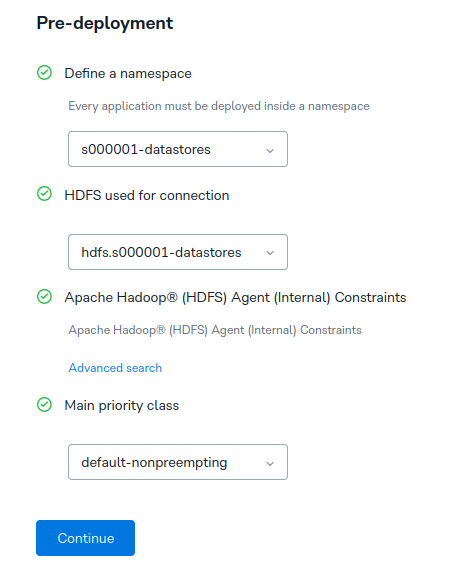 Pre-deployment
Define a namespace
Every application must be deployed inside a namespace
s000001-datastores
HDFS used for connection
hdfs.s000001-datastores
Apache Hadoop® (HDFS) Agent (Internal) Constraints
Apache Hadoop® (HDFS) Agent (Internal) Constraints
Advanced search
Main priority class
default-nonpreempting
Continue